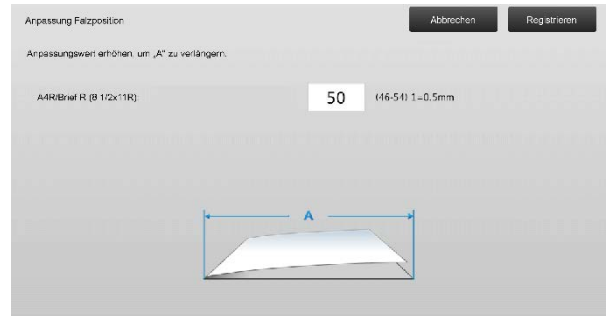 Anpassung Falzposition
Abbrechen
Registrieren
Anpassungswert erhöhen, um „A" zu verlängern.
A4R/Brief R (8 1/2x11R):
50
(46-54) 1=0.5mm
A